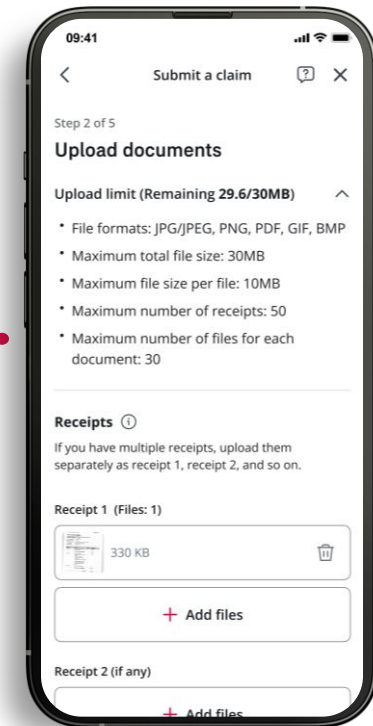 09:41
Submit a claim
Step 2 of 5
Upload documents
Upload limit (Remaining 29.6/30MB)
• File formats: JPG/JPEG, PNG, PDF, GIF, BMP
• Maximum total file size: 30MB
• Maximum file size per file: 10MB
• Maximum number of receipts: 50
• Maximum number of files for each
document: 30
Receipts
If you have multiple receipts, upload them
separately as receipt 1, receipt 2, and so on.
Receipt 1 (Files: 1)
330 KB
+ Add files
Receipt 2 (if any)
+ Add files